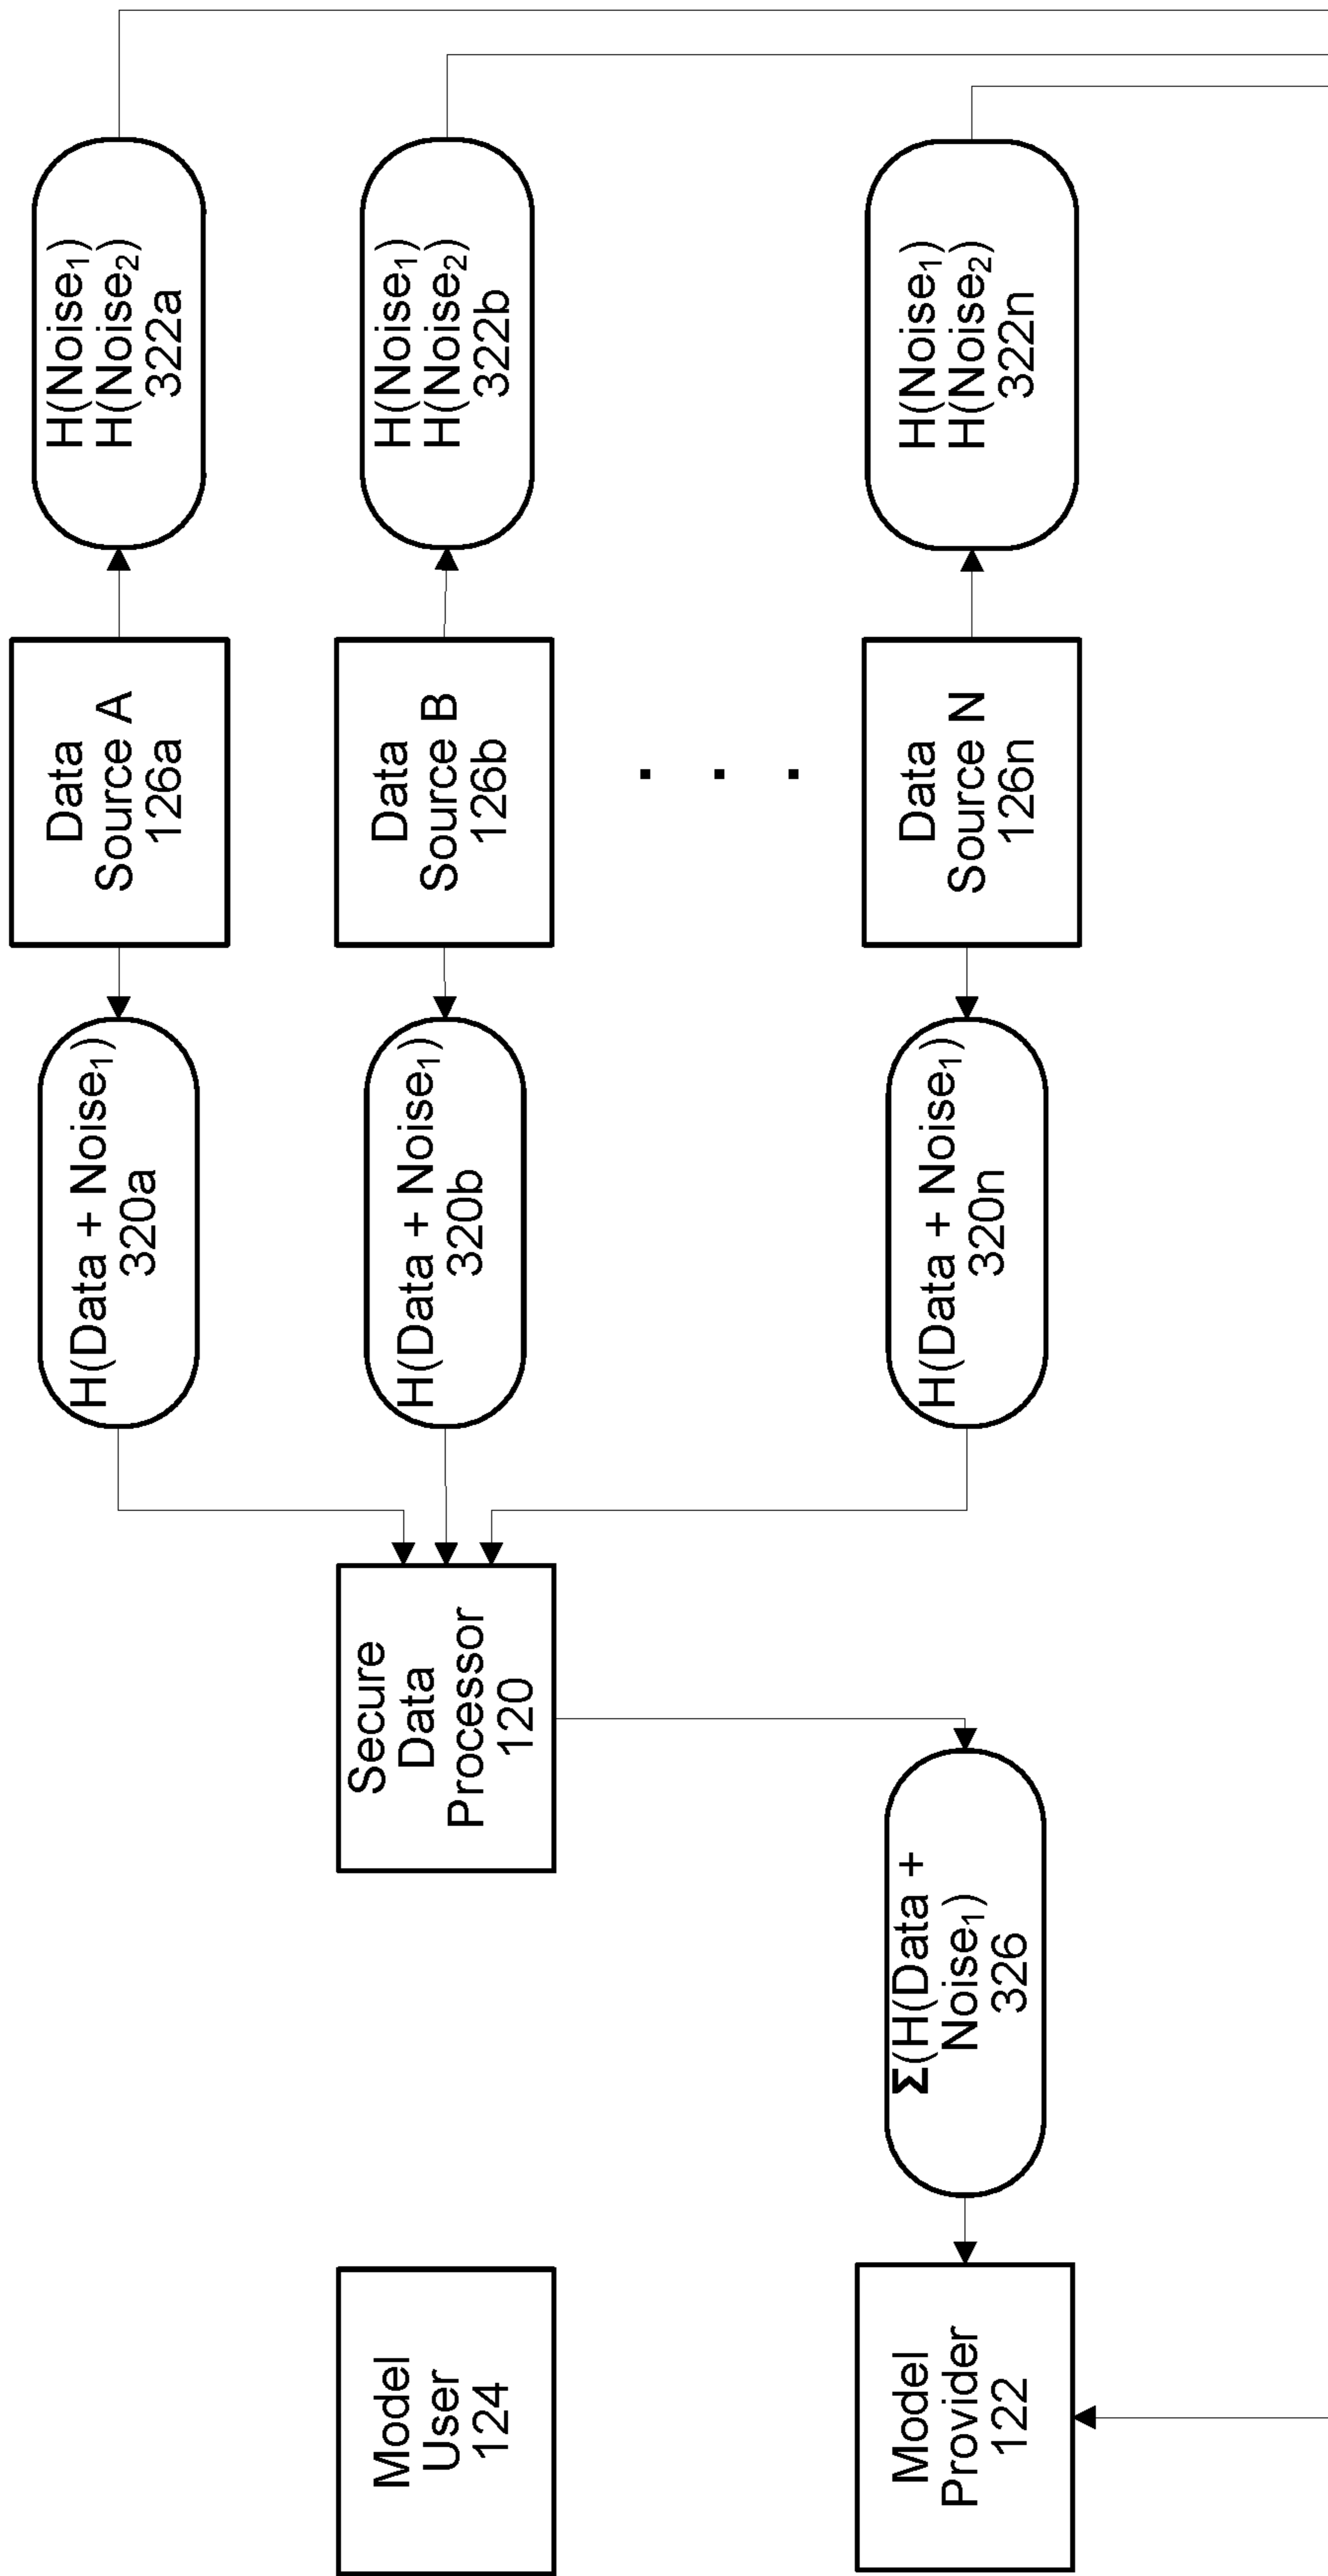 Model
User
124
Model
Provider
122
Secure
Data
Processor
120
Σ(H(Data +
Noise₁)
326
H(Data + Noise₁)
320a
H(Data + Noise₁)
320b
H(Data + Noise₁)
320n
Data
Source A
126a
Data
Source B
126b
. . .
Data
Source N
126n
H(Noise₁)
H(Noise₂)
322a
H(Noise₁)
H(Noise₂)
322b
H(Noise₁)
H(Noise₂)
322n